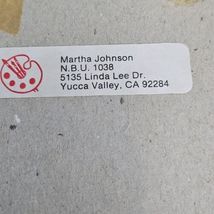 Martha Johnson
N.B.U. 1038
5135 Linda Lee Dr.
Yucca Valley, CA 92284